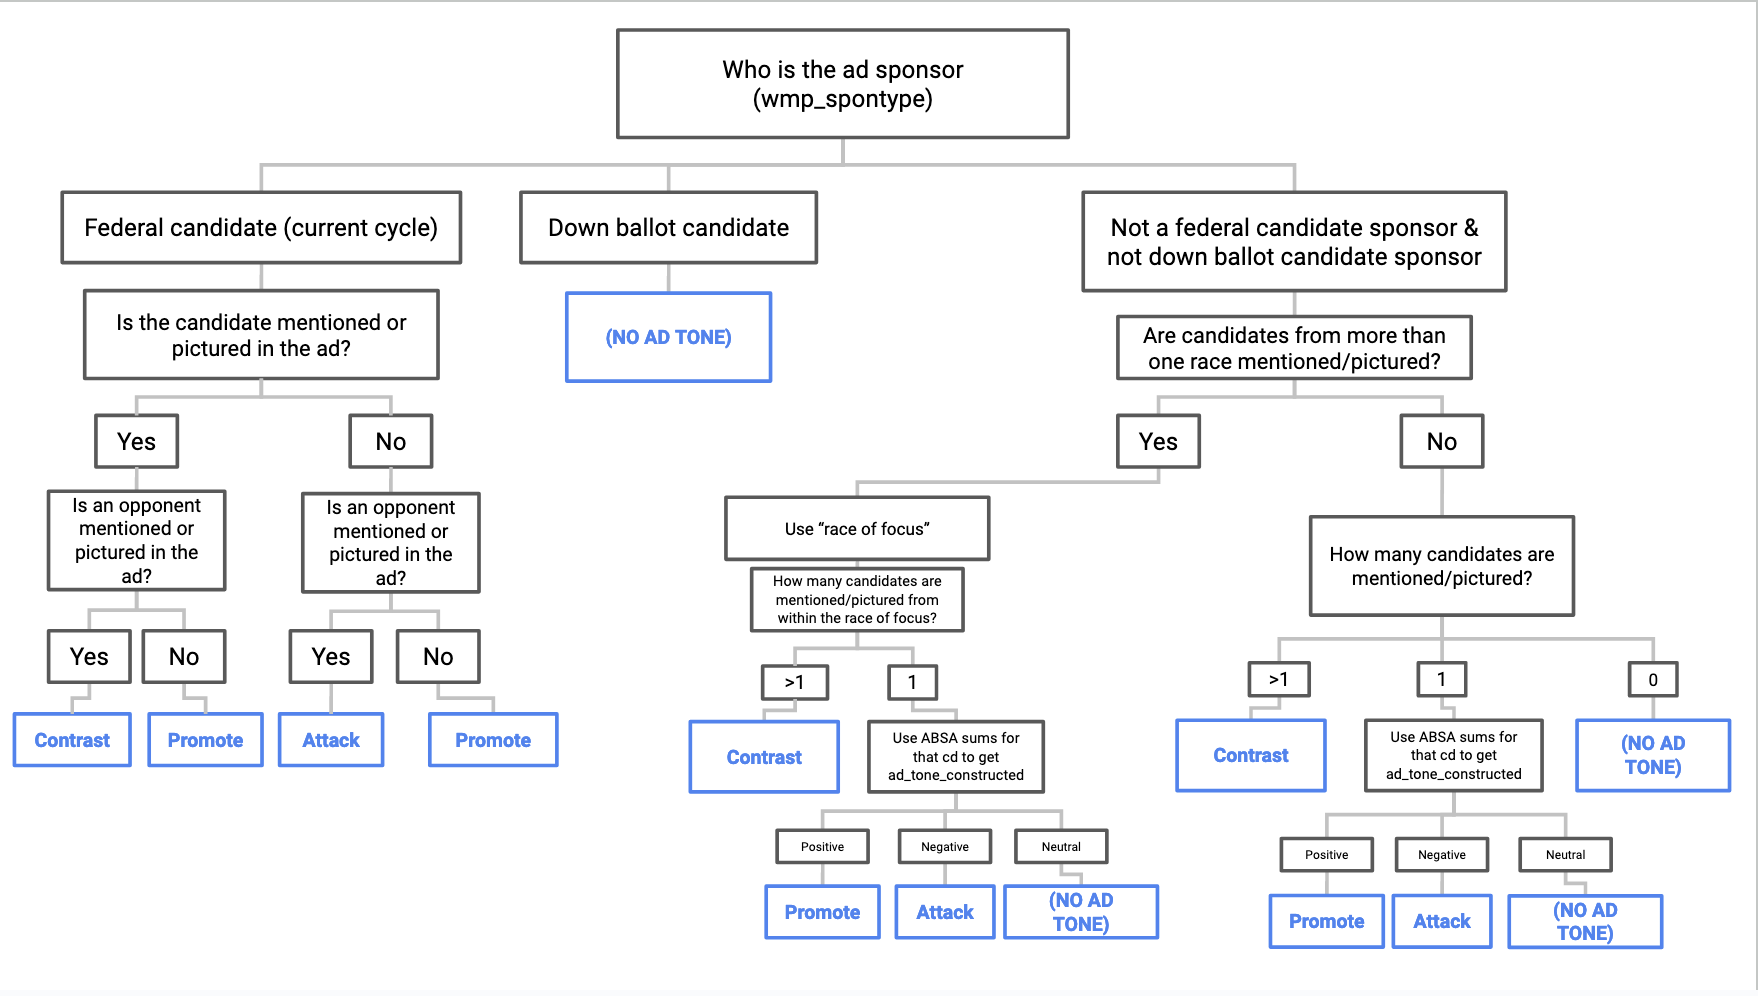 Who is the ad sponsor
(wmp_spontype)
Federal candidate (current cycle)
Down ballot candidate
Not a federal candidate sponsor &
not down ballot candidate sponsor
Is the candidate mentioned or
pictured in the ad?
(NO AD TONE)
Are candidates from more than
one race mentioned/pictured?
Yes
No
Yes
No
Is an opponent
mentioned or
pictured in the
ad?
Is an opponent
mentioned or
pictured in the
ad?
Use “race of focus”
How many candidates are
mentioned/pictured from
within the race of focus?
How many candidates are
mentioned/pictured?
Yes
No
Yes
No
>1
1
>1
1
0
Contrast
Promote
Attack
Promote
Contrast
Use ABSA sums for
that cd to get
ad_tone_constructed
Contrast
Use ABSA sums for
that cd to get
ad_tone_constructed
(NO AD
TONE)
Positive
Negative
Neutral
Positive
Negative
Neutral
Promote
Attack
(NO AD
TONE)
Promote
Attack
(NO AD
TONE)